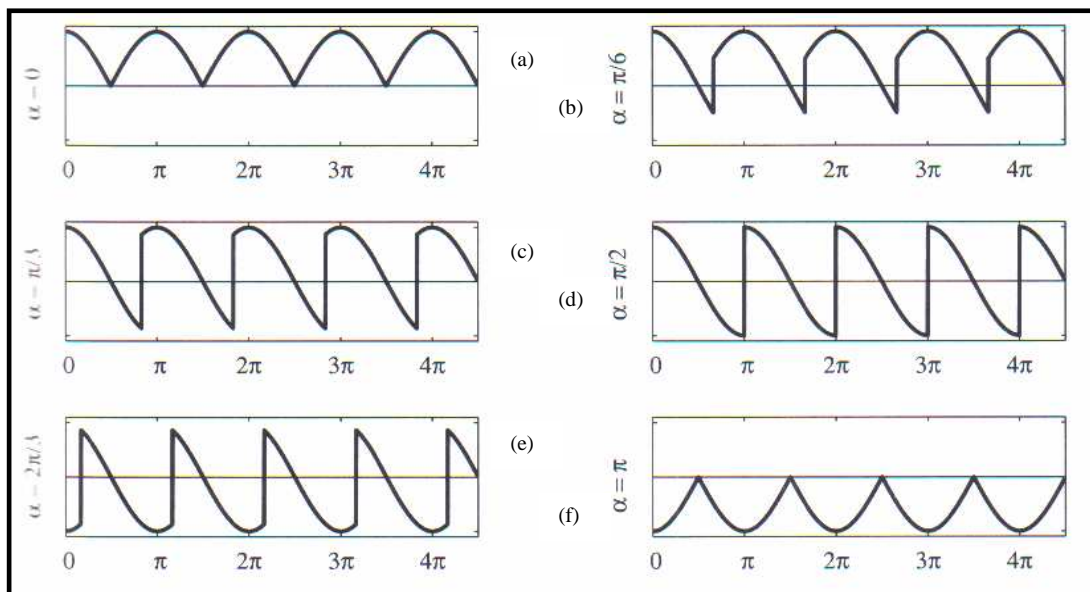 α – 0
0 π 2π 3π 4π
(a)
(b)
α = π/6
0 π 2π 3π 4π
α – π/3
0 π 2π 3π 4π
(c)
(d)
α = π/2
0 π 2π 3π 4π
α – 2π/3
0 π 2π 3π 4π
(e)
(f)
α = π
0 π 2π 3π 4π